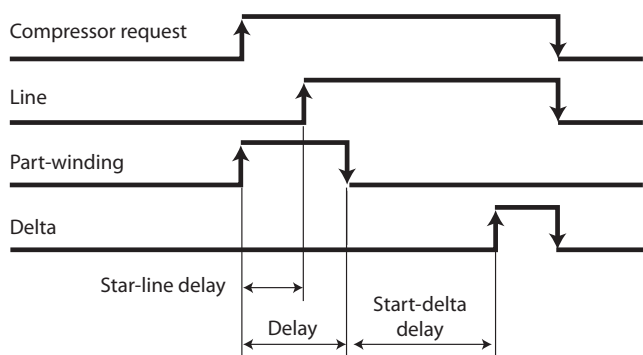 Compressor request
Line
Part-winding
Delta
Star-line delay
Delay
Start-delta
delay